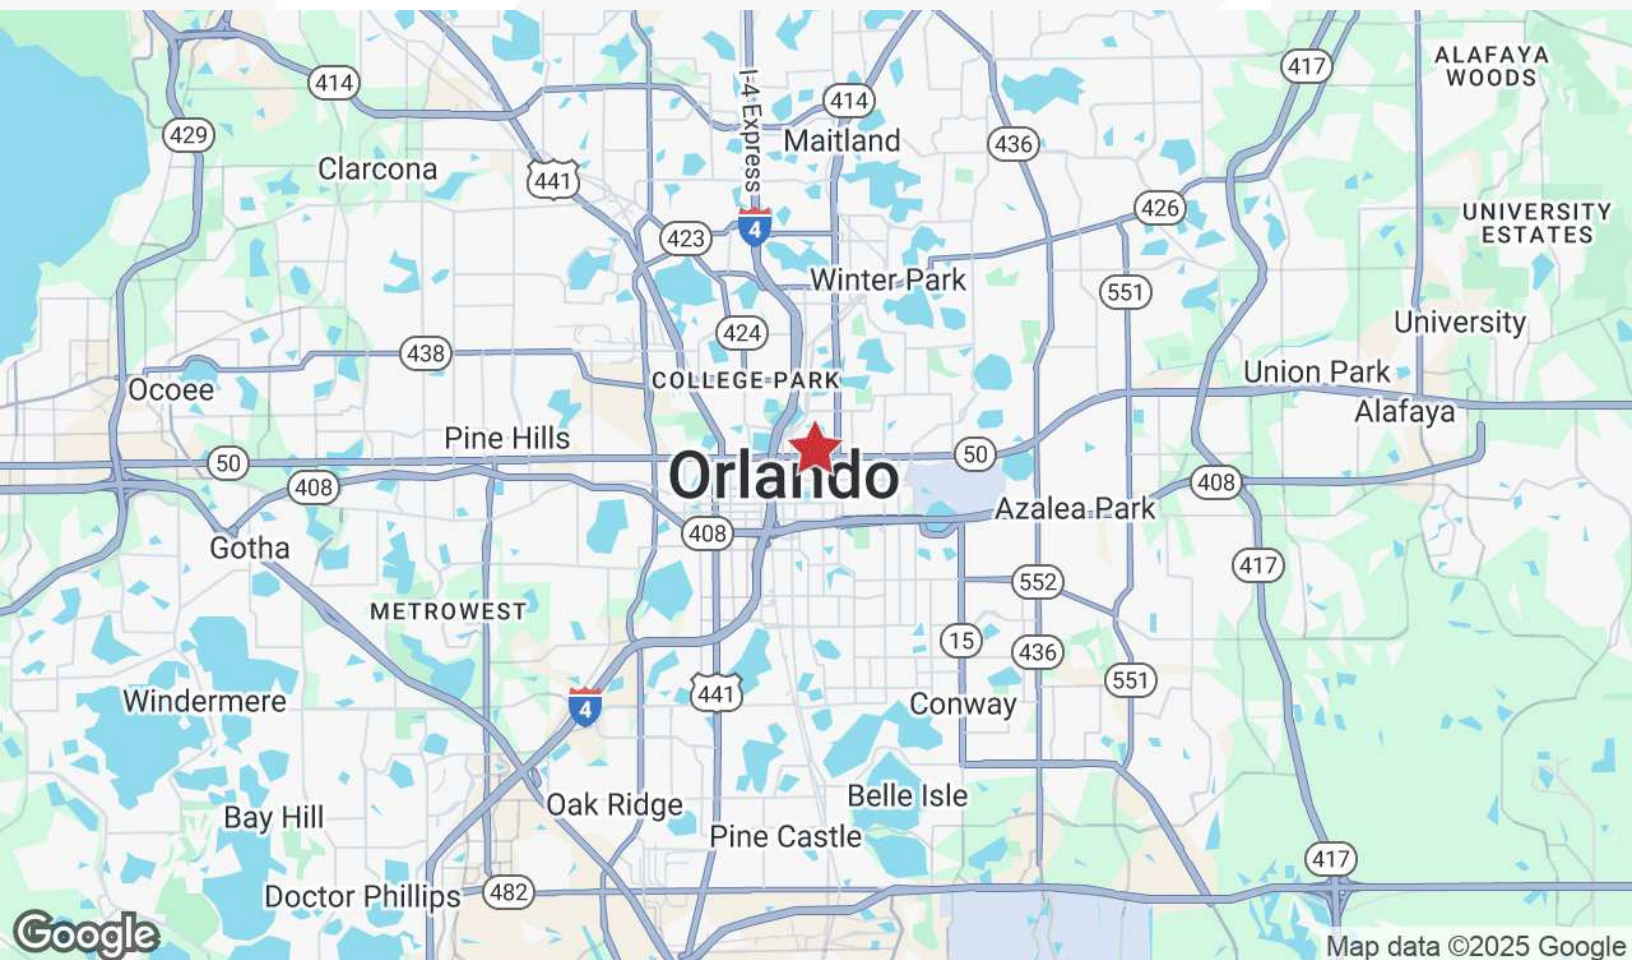 417
ALAFAYA
WOODS
414
414
I-4 Express
429
Maitland
436
Clarcona
441
426
UNIVERSITY
ESTATES
423
4
Winter Park
551
424
University
438
COLLEGE PARK
Union Park
Ocoee
Alafaya
Pine Hills
50
50
Orlando
408
408
Azalea Park
408
Gotha
417
552
METROWEST
15
436
551
441
Windermere
4
Conway
Belle Isle
Oak Ridge
Bay Hill
Pine Castle
417
Doctor Phillips
482
Google
Map data ©2025 Google